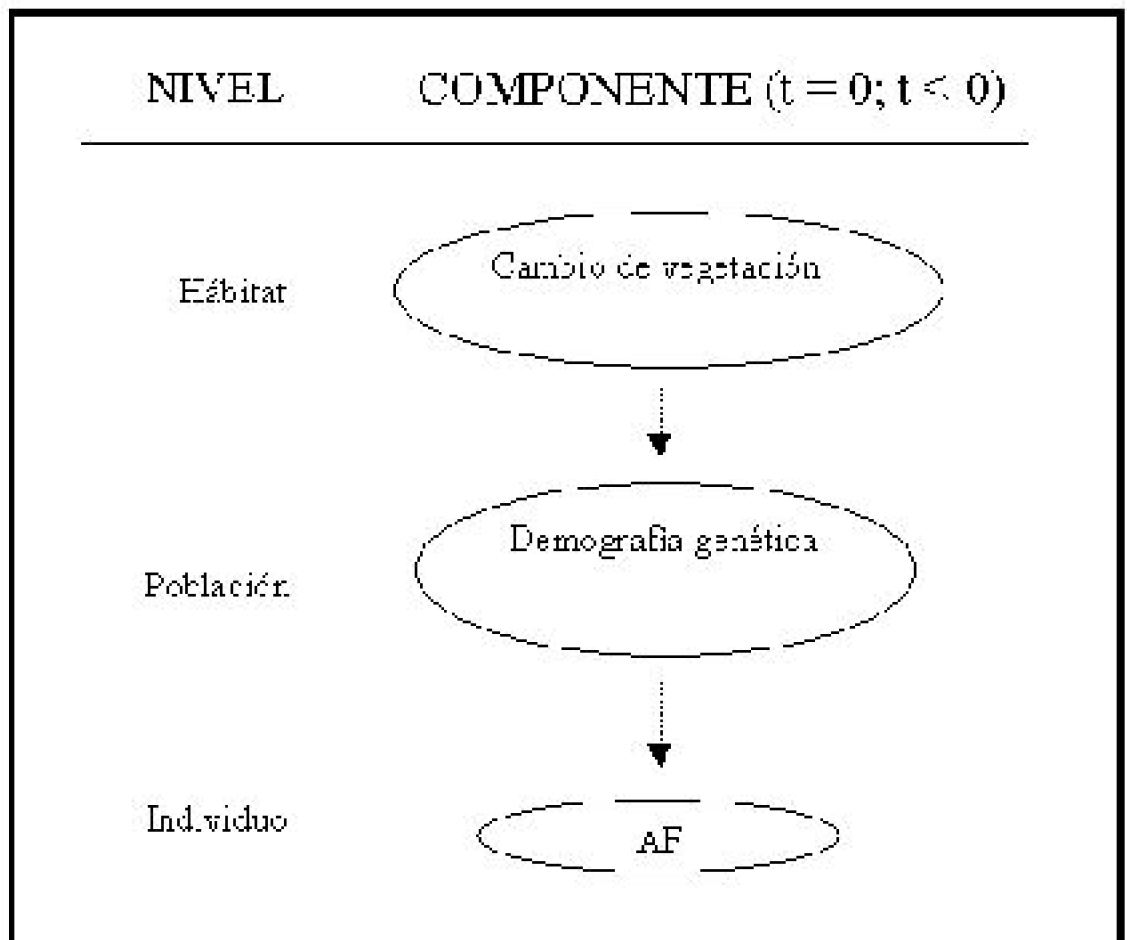 NIVEL COMPONENTE (t = 0; t < 0)
Hábitat Cambio de vegetación
Población Demografía genética
Individuo AF